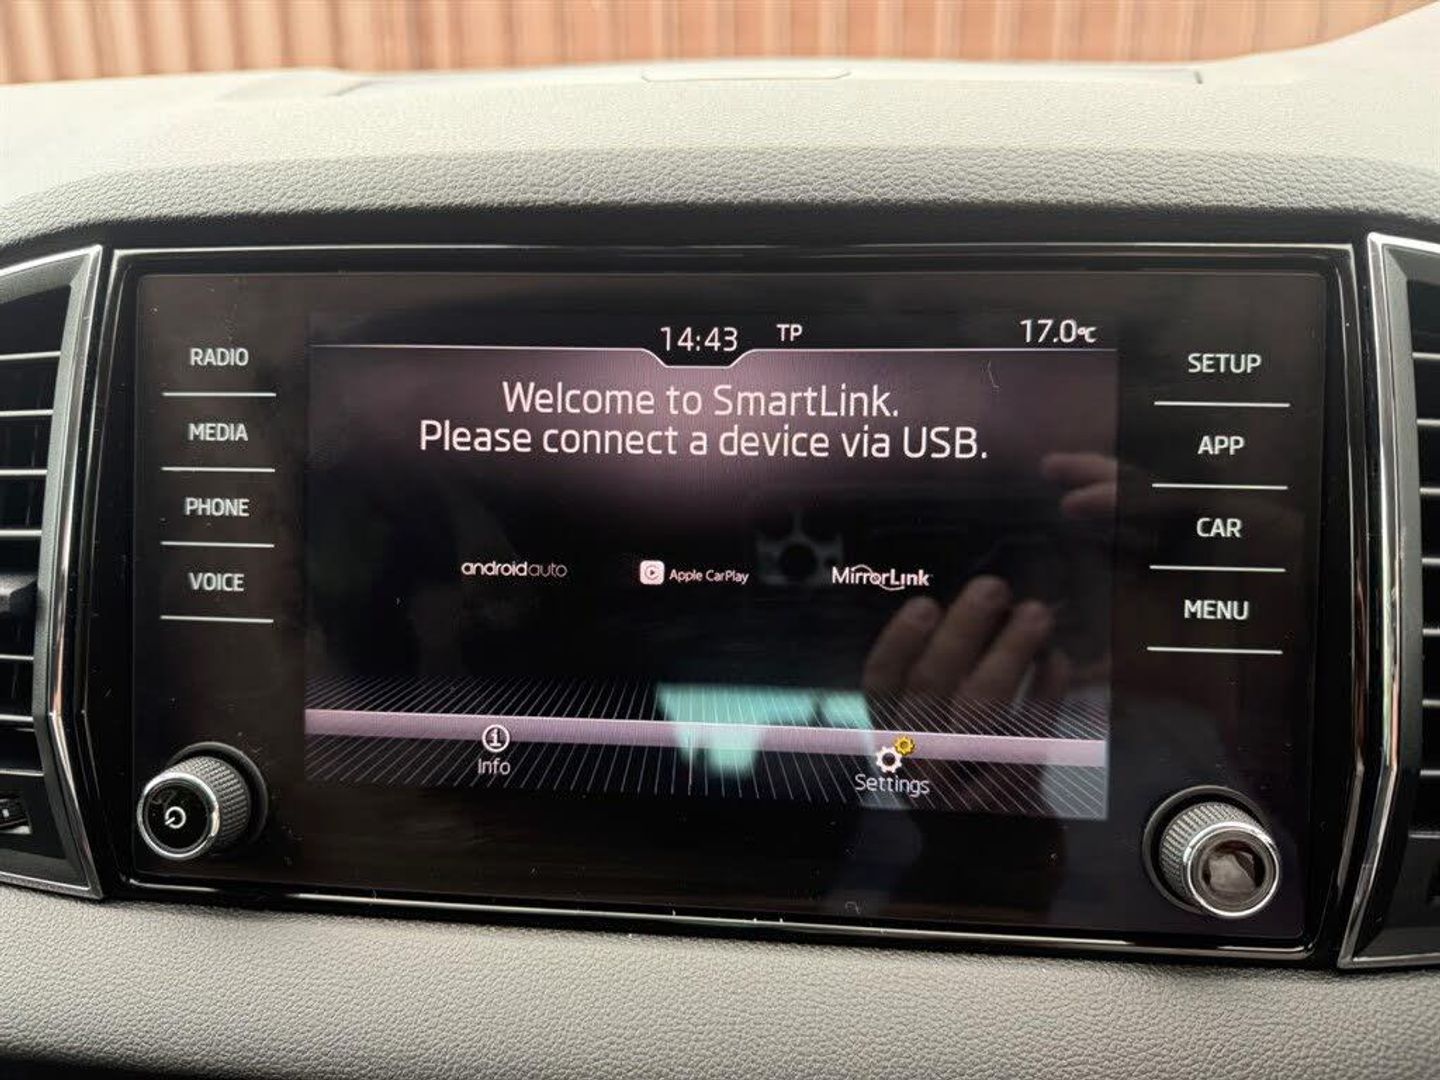 14:43 TP 17.0°C
RADIO
MEDIA
PHONE
VOICE
Welcome to SmartLink.
Please connect a device via USB.
androidauto
Apple CarPlay
MirrorLink
Info
Settings
SETUP
APP
CAR
MENU